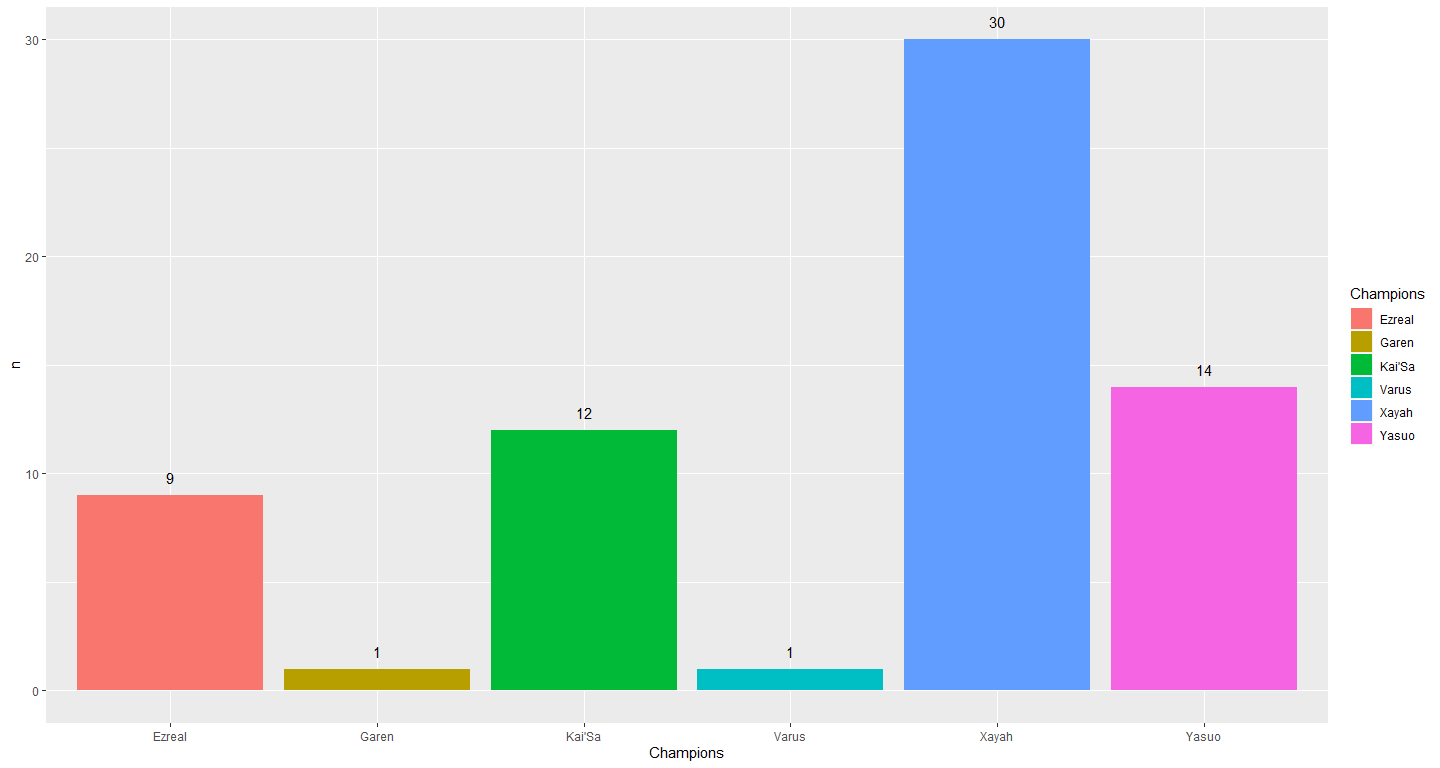 30
30
20
14
12
10
9
1
1
0
n
Ezreal
Garen
Kai'Sa
Varus
Xayah
Yasuo
Champions
Champions
Ezreal
Garen
Kai'Sa
Varus
Xayah
Yasuo